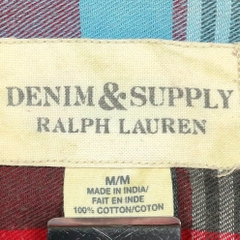 DENIM & SUPPLY
RALPH LAUREN
M/M
MADE IN INDIA/
FAIT EN INDE
100% COTTON/COTON